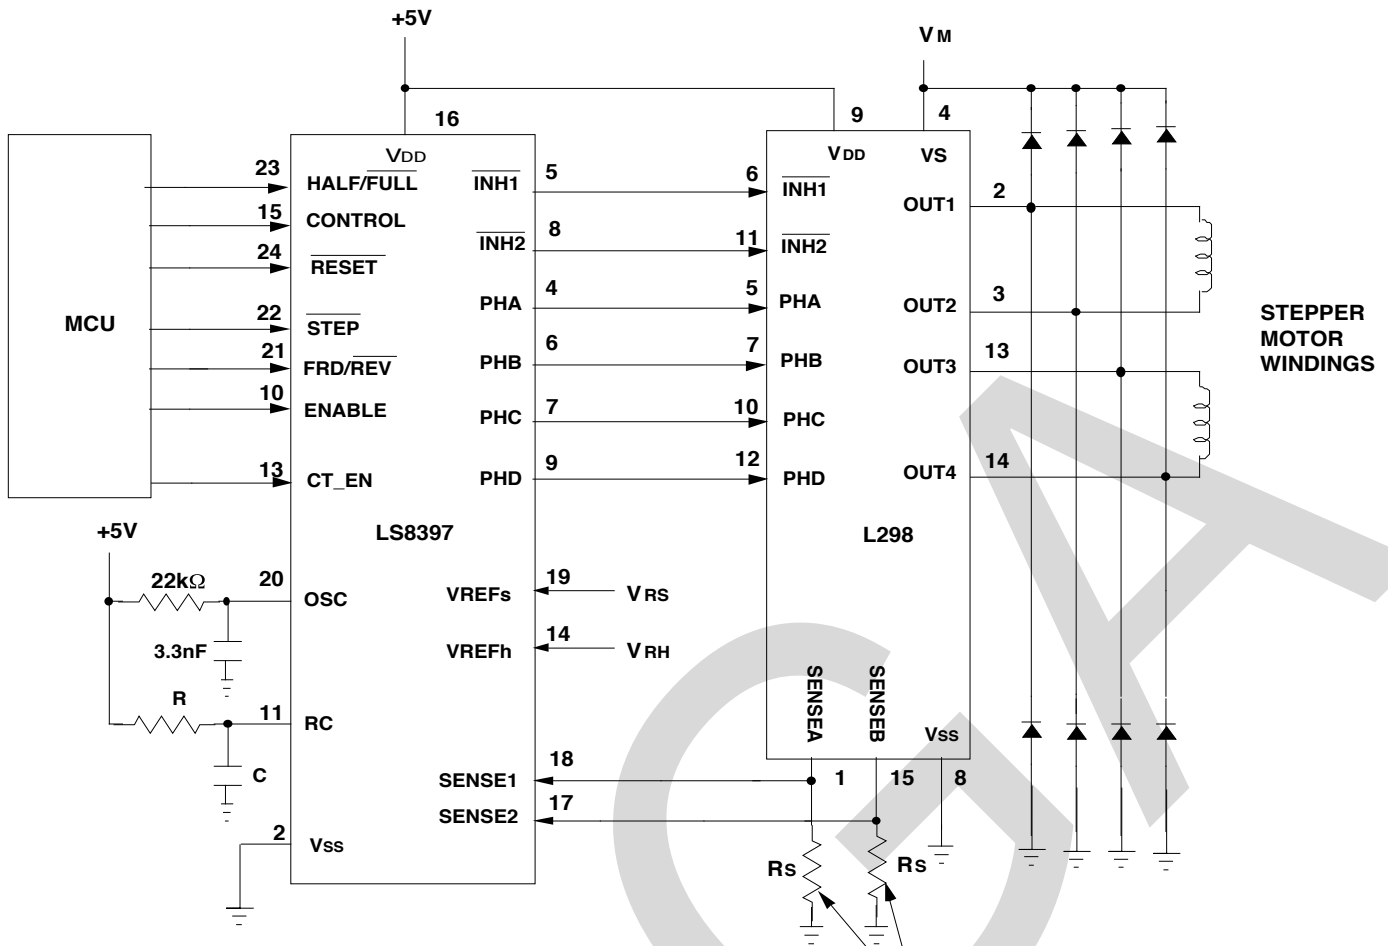 +5V
VM
16
9
4
VDD
VDD
VS
23
HALF/FULL
INH1
5
6
INH1
OUT1
2
15
CONTROL
INH2
8
11
INH2
24
RESET
PHA
4
5
PHA
OUT2
3
MCU
22
STEP
STEPPER
MOTOR
WINDINGS
21
FRD/REV
PHB
6
7
PHB
OUT3
13
10
ENABLE
PHC
7
10
PHC
13
CT_EN
PHD
9
12
PHD
OUT4
14
LS8397
L298
+5V
22kΩ
20
OSC
VREFs
19
VRS
3.3nF
VREFh
14
VRH
R
11
RC
SENSEA
SENSEB
Vss
C
SENSE1
18
1
15
8
SENSE2
17
2
Vss
Rs
Rs